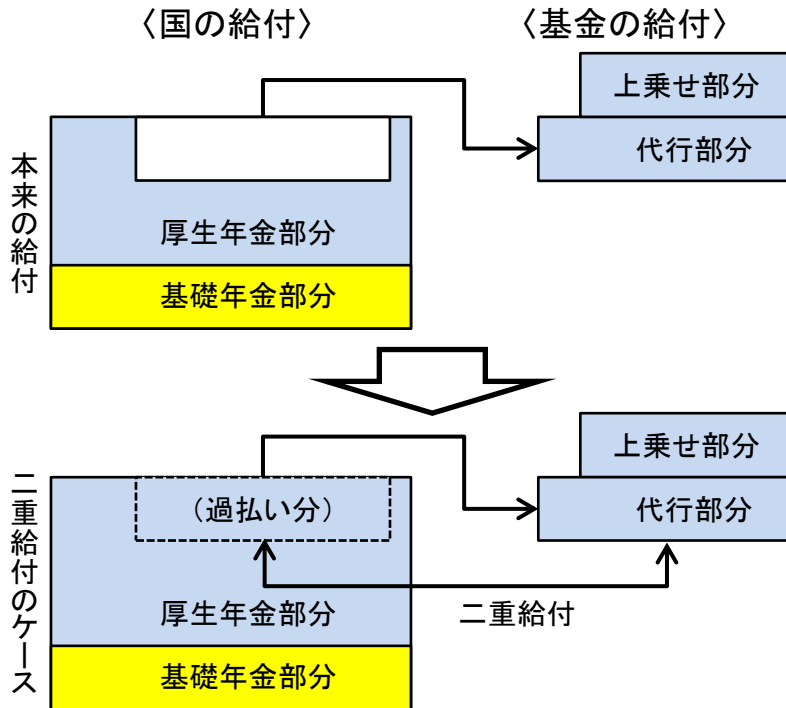 〈国の給付〉
〈基金の給付〉
本来の給付
上乗せ部分
代行部分
厚生年金部分
基礎年金部分
二重給付のケース
上乗せ部分
(過払い分)
代行部分
二重給付
厚生年金部分
基礎年金部分